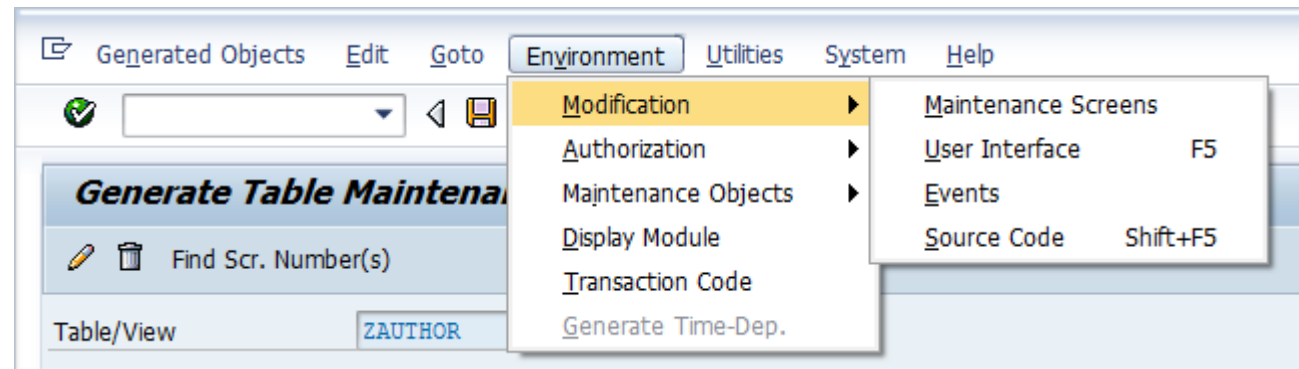 Generated Objects Edit Goto Environment Utilities System Help
Modification Maintenance Screens
Authorization User Interface F5
Generate Table Maintena
Maintenance Objects Events
Display Module Source Code Shift+F5
Find Scr. Number(s)
Transaction Code
Table/View ZAUTHOR
Generate Time-Dep.